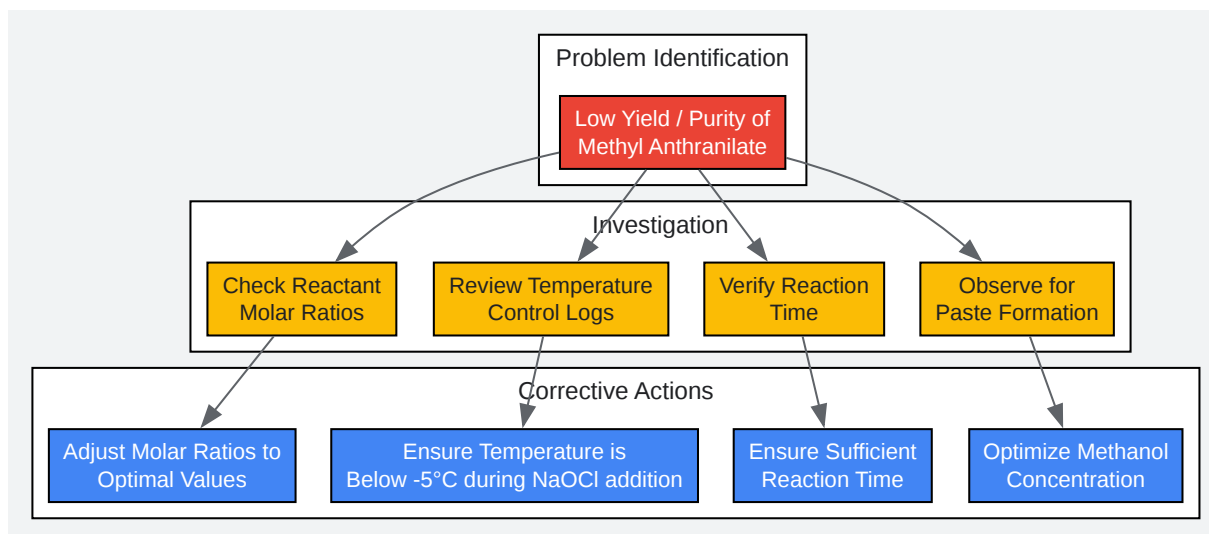 Problem Identification
Low Yield / Purity of
Methyl Anthranilate
Investigation
Check Reactant
Molar Ratios
Review Temperature
Control Logs
Verify Reaction
Time
Observe for
Paste Formation
Corrective Actions
Adjust Molar Ratios to
Optimal Values
Ensure Temperature is
Below -5°C during NaOCl addition
Ensure Sufficient
Reaction Time
Optimize Methanol
Concentration